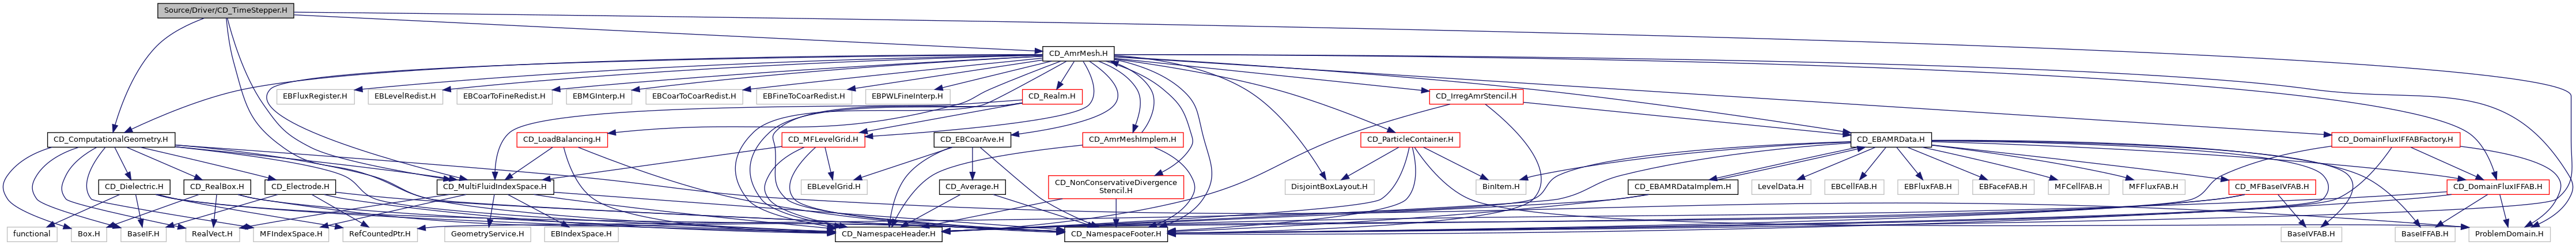 Source/Driver/CD_TimeStepper.H
CD_AmrMesh.H
EBFluxRegister.H
EBLevelRedist.H
EBCoarToFineRedist.H
EBMGInterp.H
EBCoarToCoarRedist.H
EBFineToCoarRedist.H
EBPWLFineInterp.H
CD_Realm.H
CD_IrregAmrStencil.H
CD_ComputationalGeometry.H
CD_LoadBalancing.H
CD_MFLevelGrid.H
CD_EBCoarAve.H
CD_AmrMeshImplem.H
CD_ParticleContainer.H
CD_EBAMRData.H
CD_DomainFluxIFFABFactory.H
CD_Dielectric.H
CD_RealBox.H
CD_Electrode.H
CD_MultiFluidIndexSpace.H
EBLevelGrid.H
CD_Average.H
CD_NonConservativeDivergence
Stencil.H
DisjointBoxLayout.H
BinItem.H
CD_EBAMRDataImplem.H
LevelData.H
EBCellFAB.H
EBFluxFAB.H
EBFaceFAB.H
MFCellFAB.H
MFFluxFAB.H
CD_MFBaseIVFAB.H
CD_DomainFluxIFFAB.H
functional
Box.H
BaseIF.H
RealVect.H
MFIndexSpace.H
RefCountedPtr.H
GeometryService.H
EBIndexSpace.H
CD_NamespaceHeader.H
CD_NamespaceFooter.H
BaseIVFAB.H
BaseIFFAB.H
ProblemDomain.H